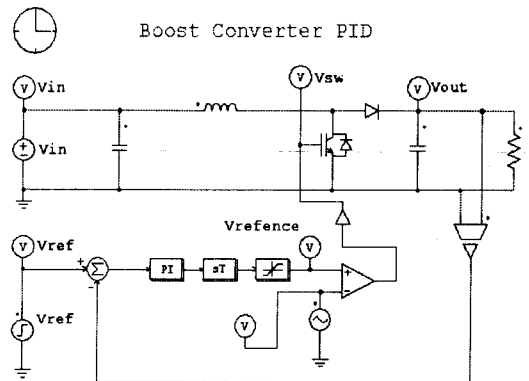 Boost Converter PID
V Vin
V Vsw
V Vout
Vin
Vrefence
V Vref
V
+
Σ
-
PI
sT
+
-
Vref
V